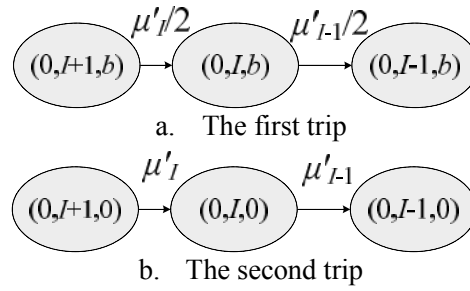 μ′I/2 μ′I-1/2
(0,I+1,b) (0,I,b) (0,I-1,b)
a. The first trip
μ′I μ′I-1
(0,I+1,0) (0,I,0) (0,I-1,0)
b. The second trip